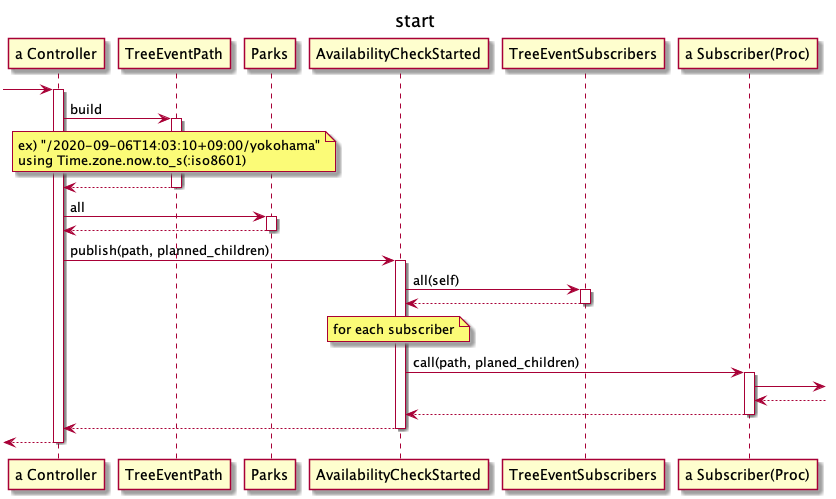 start
a Controller
TreeEventPath
Parks
AvailabilityCheckStarted
TreeEventSubscribers
a Subscriber(Proc)
build
ex) "/2020-09-06T14:03:10+09:00/yokohama"
using Time.zone.now.to_s(:iso8601)
all
publish(path, planned_children)
all(self)
for each subscriber
call(path, planed_children)
a Controller
TreeEventPath
Parks
AvailabilityCheckStarted
TreeEventSubscribers
a Subscriber(Proc)